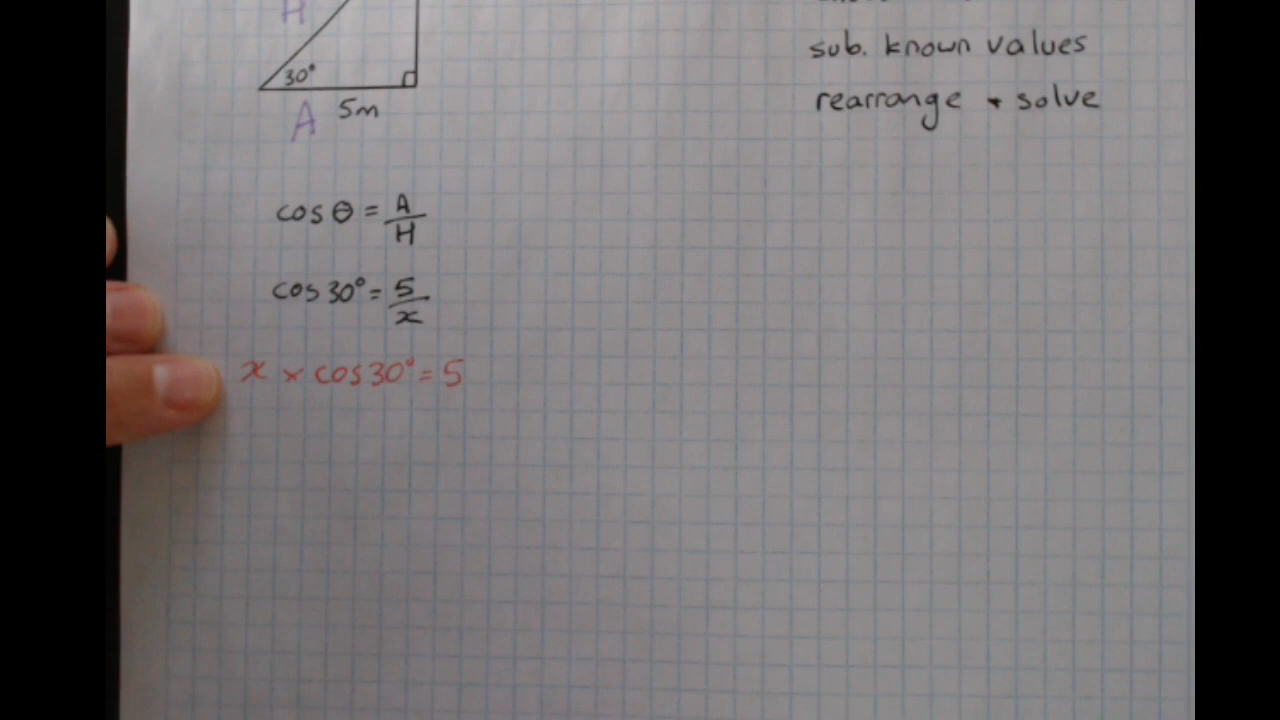 H
30°
5m
A
sub. known values
rearrange + solve
cos θ = A/H
cos 30° = 5/x
x × cos 30° = 5